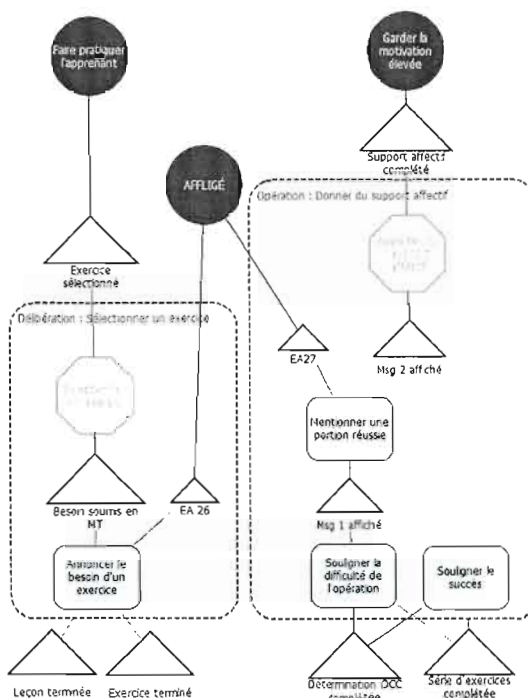 Faire pratiquer
l'apprenant
Garder la
motivation
élevée
AFFLIGÉ
Support affectif
complété
Opération : Donner du support affectif
Exercice
sélectionné
Délibération : Sélectionner un exercice
Msg 2 affiché
EA27
Mentionner une
portion réussie
Besoin soumis en
MT
EA 26
Msg 1 affiché
Annoncer le
besoin d'un
exercice
Souligner la
difficulté de
l'opération
Souligner le
succès
Leçon terminée
Exercice terminé
Détermination DCC
complétée
Série d'exercices
complétée